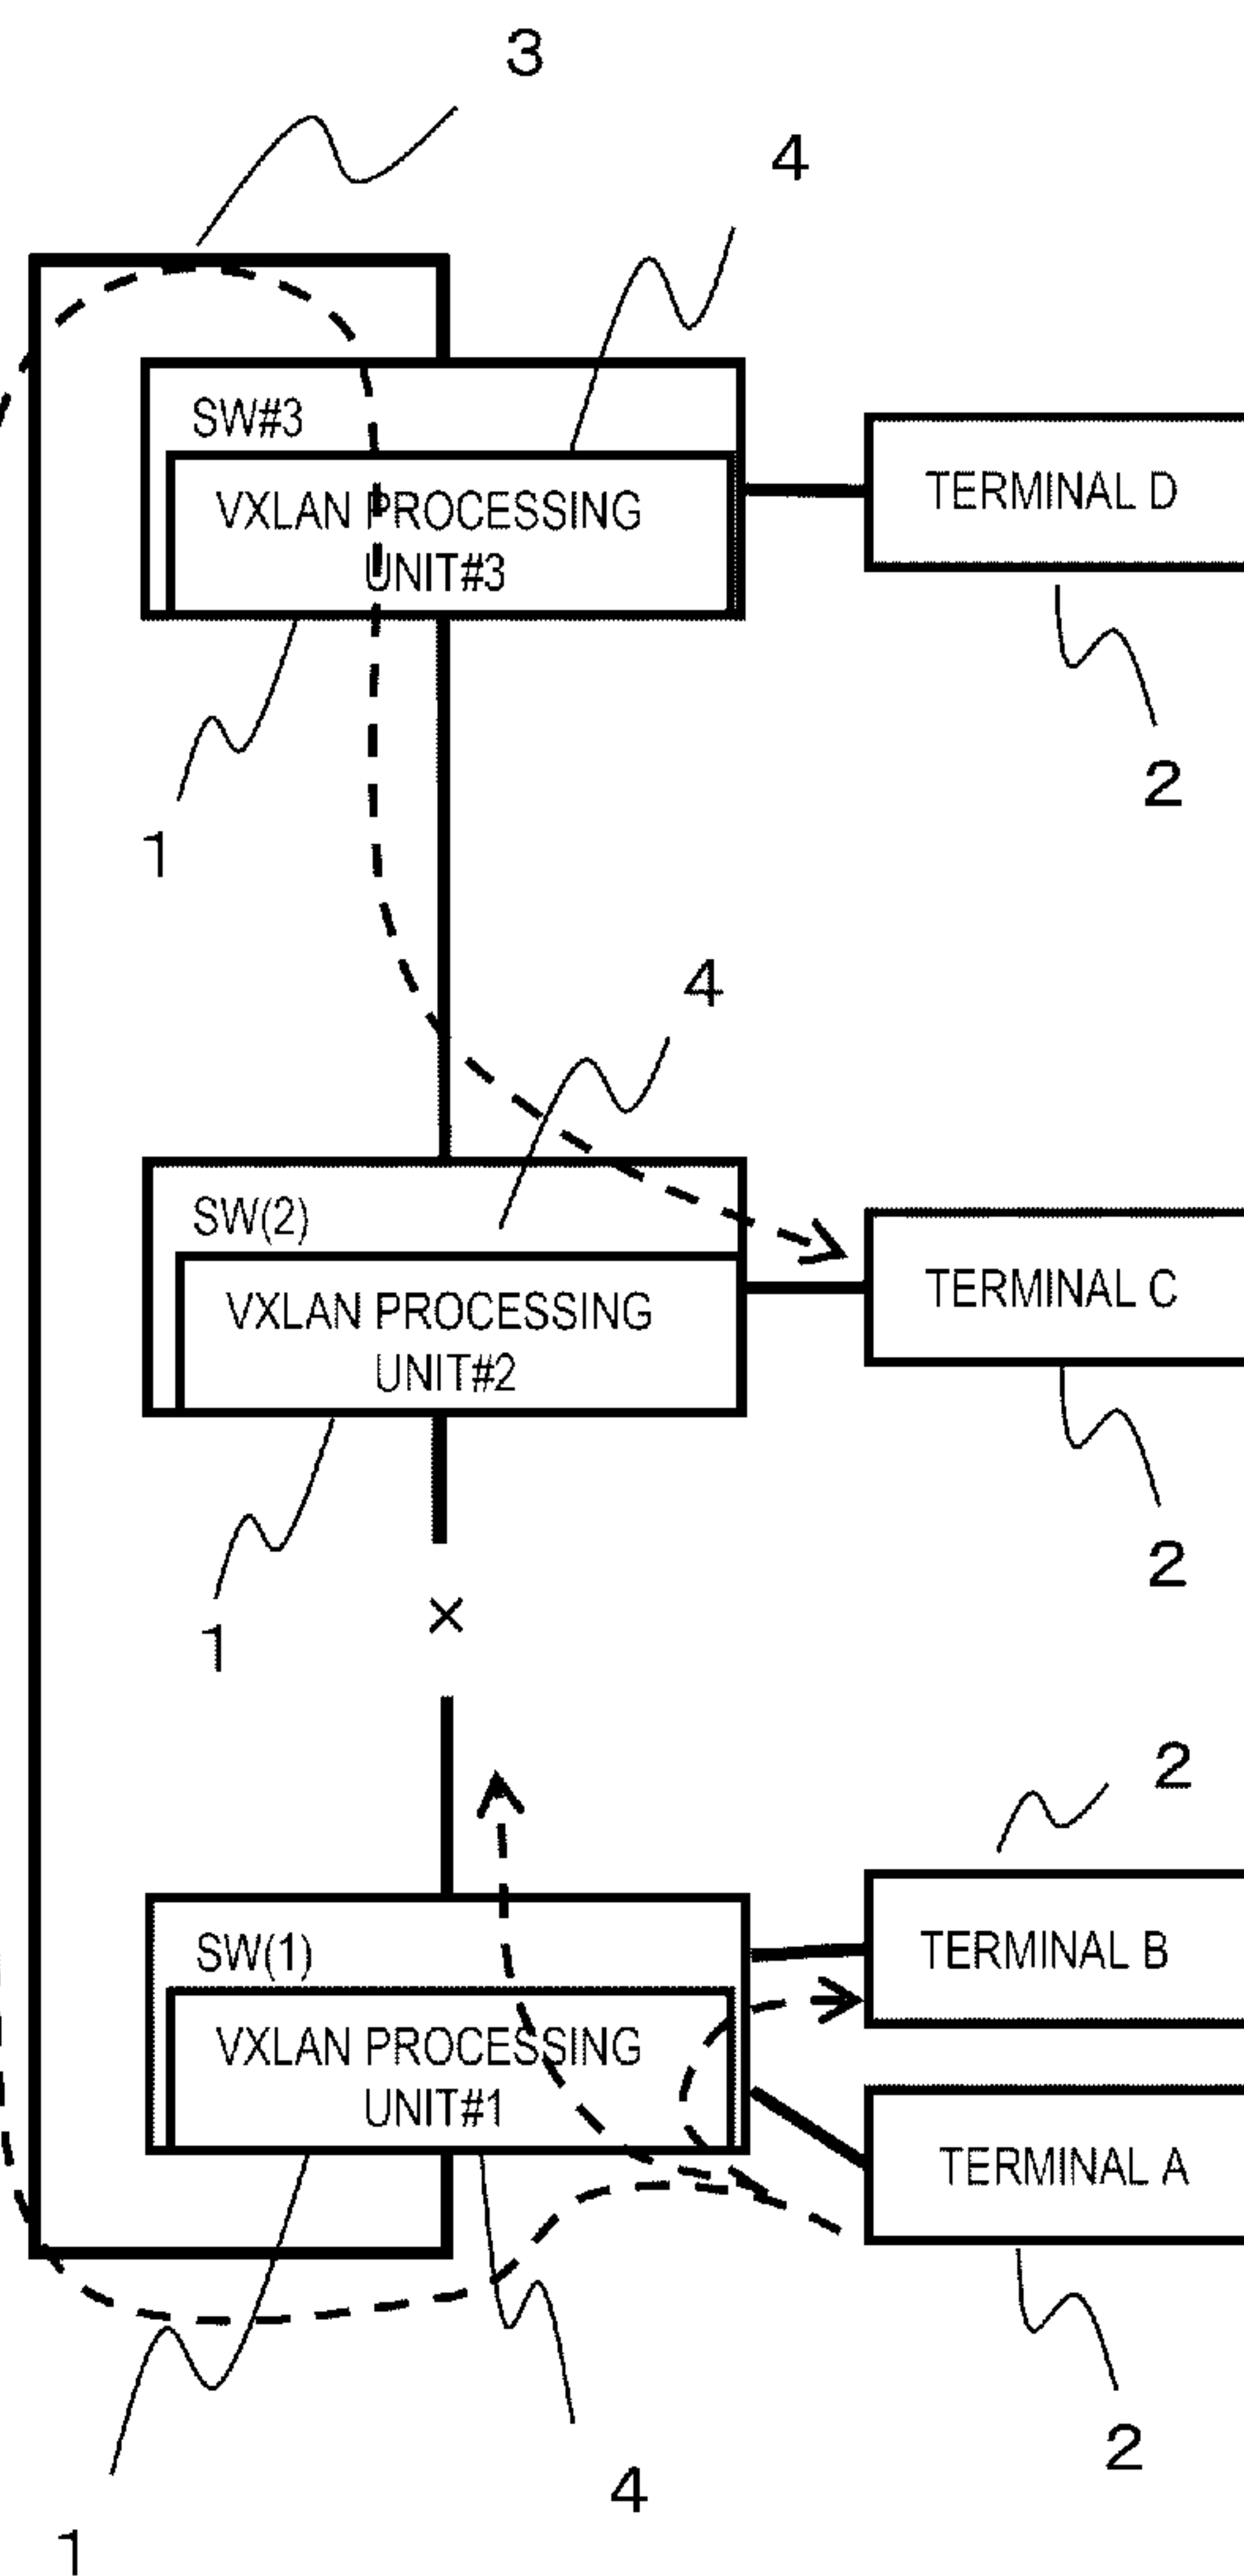 3
4
SW#3
VXLAN PROCESSING
UNIT#3
TERMINAL D
2
1
4
SW(2)
VXLAN PROCESSING
UNIT#2
TERMINAL C
2
1
×
2
SW(1)
VXLAN PROCESSING
UNIT#1
TERMINAL B
TERMINAL A
2
4
1